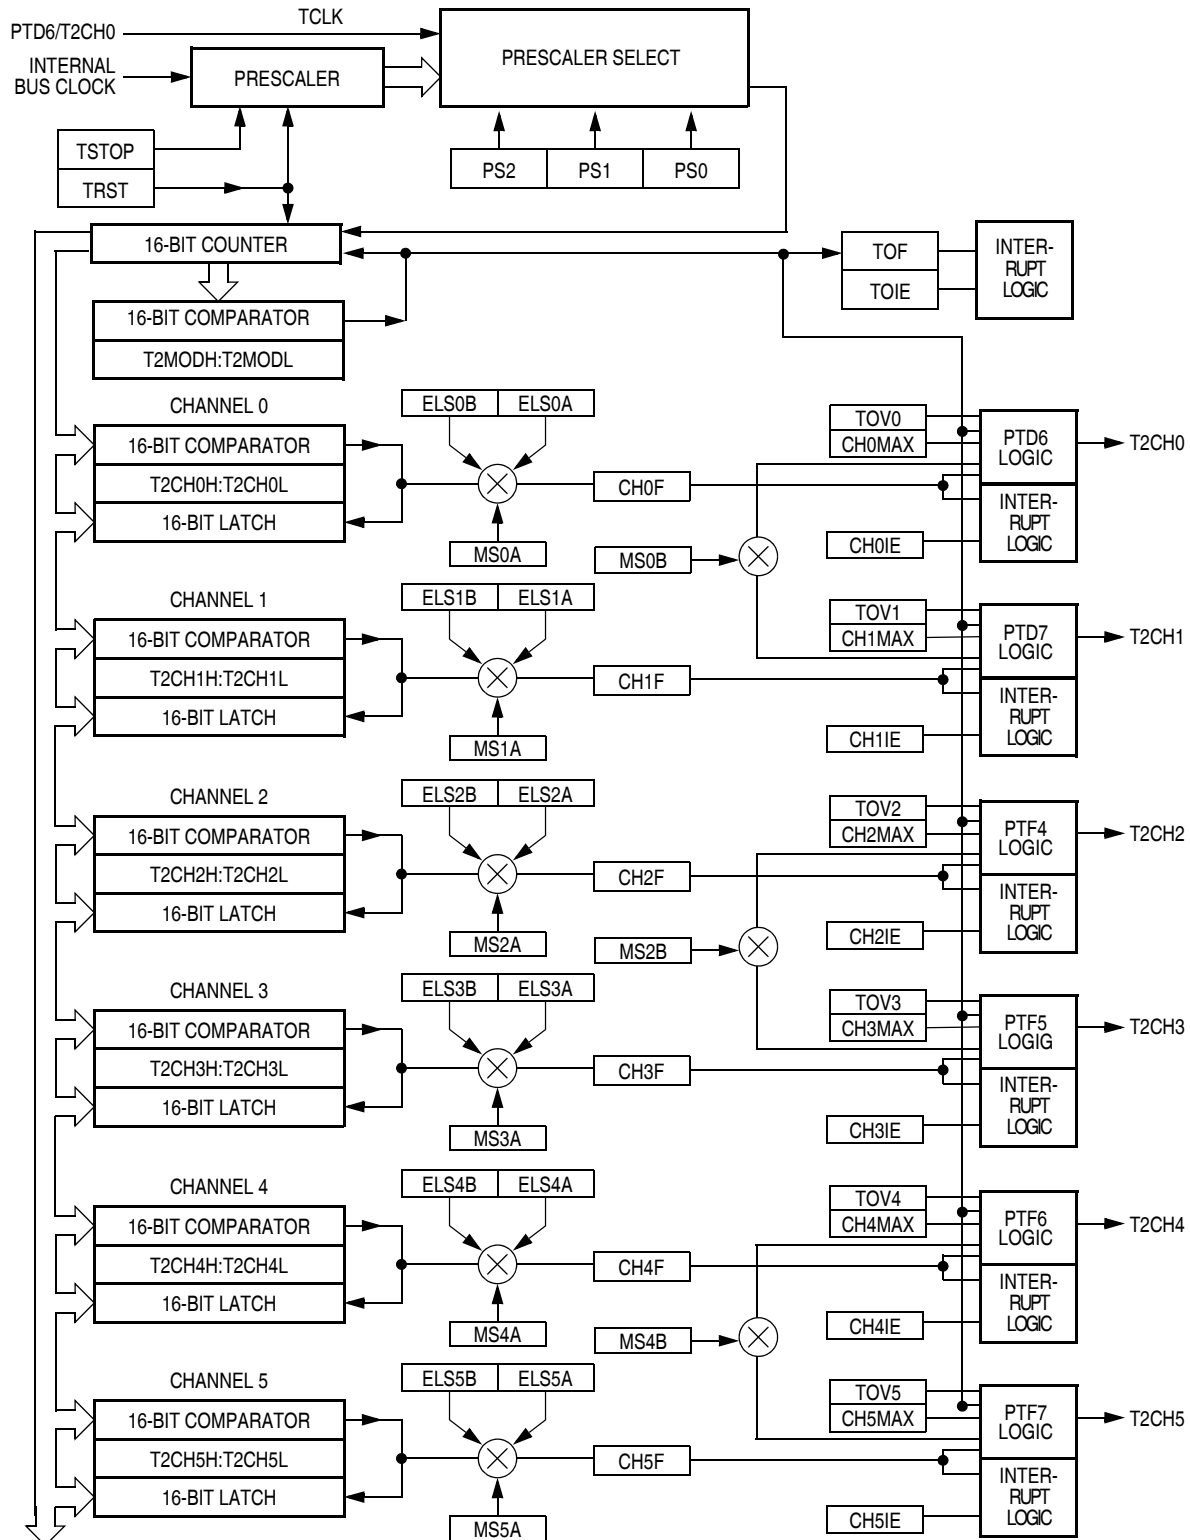 TCLK
PTD6/T2CH0
INTERNAL
BUS CLOCK
PRESCALER
PRESCALER SELECT
TSTOP
TRST
PS2
PS1
PS0
16-BIT COUNTER
TOF
TOIE
INTER-
RUPT
LOGIC
16-BIT COMPARATOR
T2MODH:T2MODL
CHANNEL 0
16-BIT COMPARATOR
T2CH0H:T2CH0L
16-BIT LATCH
ELS0B
ELS0A
MS0A
CH0F
MS0B
TOV0
CH0MAX
CH0IE
PTD6
LOGIC
INTER-
RUPT
LOGIC
T2CH0
CHANNEL 1
16-BIT COMPARATOR
T2CH1H:T2CH1L
16-BIT LATCH
ELS1B
ELS1A
MS1A
CH1F
TOV1
CH1MAX
CH1IE
PTD7
LOGIC
INTER-
RUPT
LOGIC
T2CH1
CHANNEL 2
16-BIT COMPARATOR
T2CH2H:T2CH2L
16-BIT LATCH
ELS2B
ELS2A
MS2A
CH2F
MS2B
TOV2
CH2MAX
CH2IE
PTF4
LOGIC
INTER-
RUPT
LOGIC
T2CH2
CHANNEL 3
16-BIT COMPARATOR
T2CH3H:T2CH3L
16-BIT LATCH
ELS3B
ELS3A
MS3A
CH3F
TOV3
CH3MAX
CH3IE
PTF5
LOGIG
INTER-
RUPT
LOGIC
T2CH3
CHANNEL 4
16-BIT COMPARATOR
T2CH4H:T2CH4L
16-BIT LATCH
ELS4B
ELS4A
MS4A
CH4F
MS4B
TOV4
CH4MAX
CH4IE
PTF6
LOGIC
INTER-
RUPT
LOGIC
T2CH4
CHANNEL 5
16-BIT COMPARATOR
T2CH5H:T2CH5L
16-BIT LATCH
ELS5B
ELS5A
MS5A
CH5F
TOV5
CH5MAX
CH5IE
PTF7
LOGIC
INTER-
RUPT
LOGIC
T2CH5